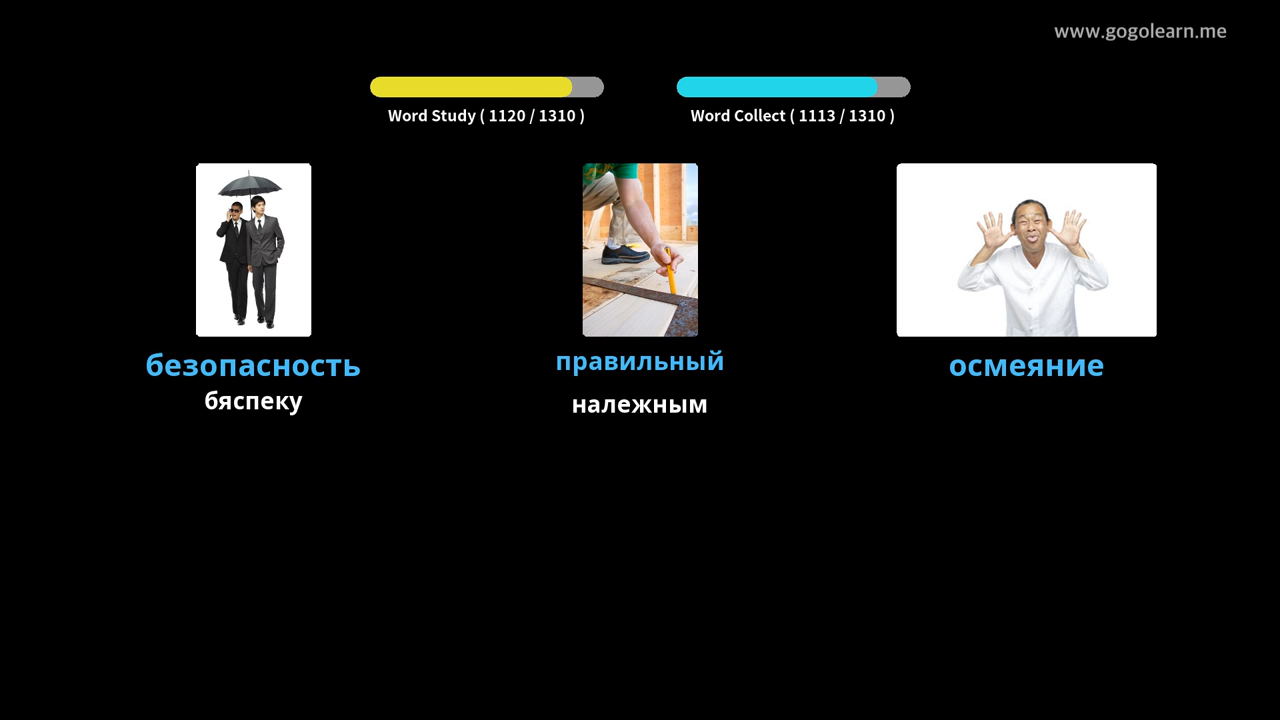 www.gogolearn.me
Word Study ( 1120 / 1310 )
Word Collect ( 1113 / 1310 )
безопасность
бяспеку
правильный
належным
осмеяние